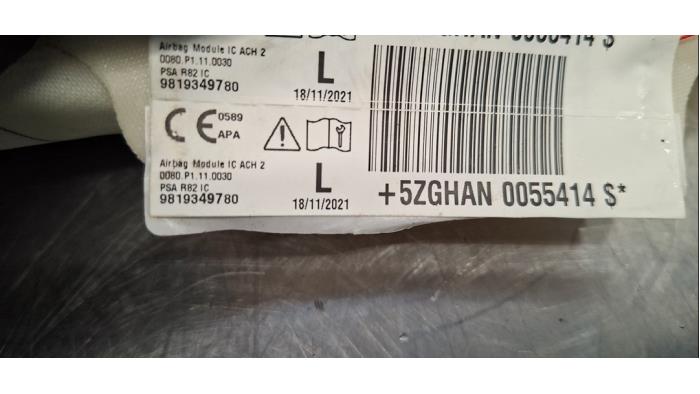 Airbag Module IC ACH 2
0080.P1.11.0030
PSA R82 IC
9819349780
L
18/11/2021
CE 0589
APA
Airbag Module IC ACH 2
0080.P1.11.0030
PSA R82 IC
9819349780
L
18/11/2021
+5ZGHAN 0055414 S*